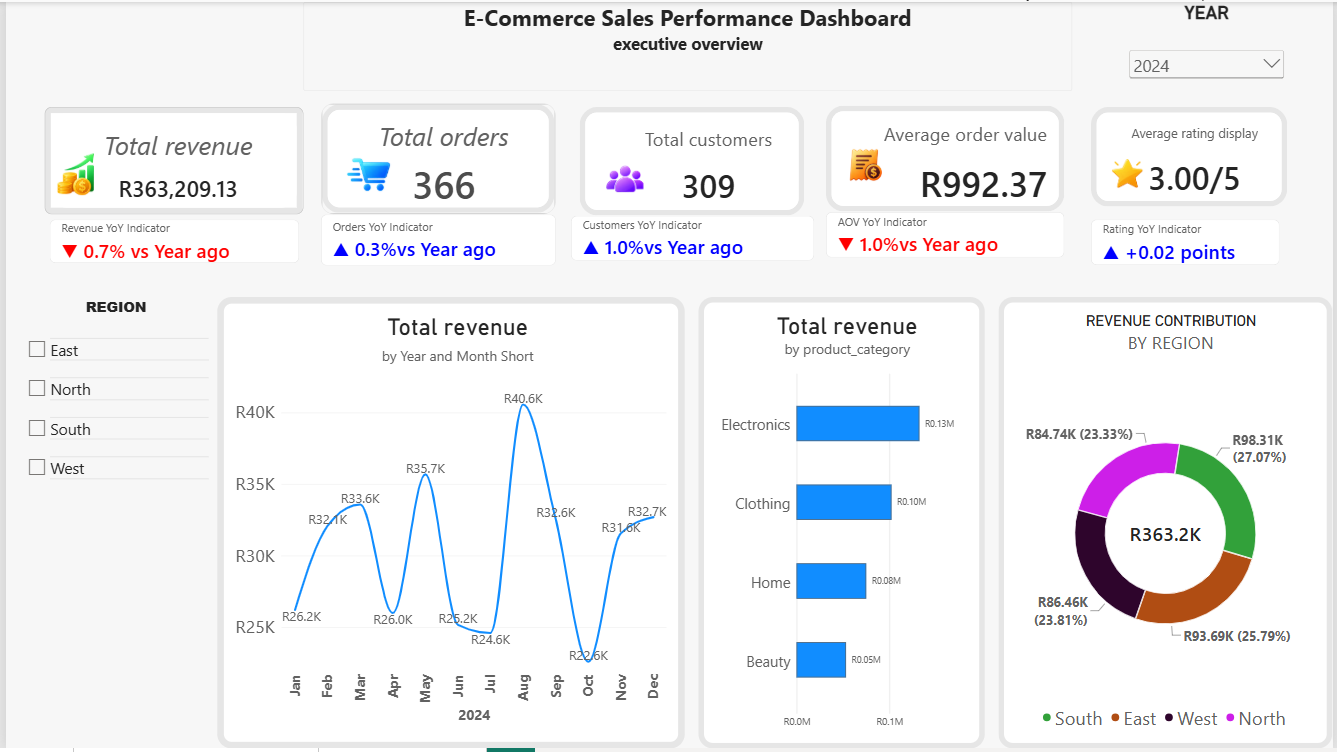 E-Commerce Sales Performance Dashboard
executive overview
YEAR
2024
Total revenue
R363,209.13
Revenue YoY Indicator
▼ 0.7% vs Year ago
Total orders
366
Orders YoY Indicator
▲ 0.3%vs Year ago
Total customers
309
Customers YoY Indicator
▲ 1.0%vs Year ago
Average order value
R992.37
AOV YoY Indicator
▼ 1.0%vs Year ago
Average rating display
3.00/5
Rating YoY Indicator
▲ +0.02 points
REGION
East
North
South
West
Total revenue
by Year and Month Short
R40K
R35K
R30K
R25K
R26.2K
R32.1K
R33.6K
R26.0K
R35.7K
R25.2K
R24.6K
R40.6K
R32.6K
R22.6K
R31.6K
R32.7K
Jan
Feb
Mar
Apr
May
Jun
Jul
Aug
Sep
Oct
Nov
Dec
2024
Total revenue
by product_category
Electronics R0.13M
Clothing R0.10M
Home R0.08M
Beauty R0.05M
R0.0M R0.1M
REVENUE CONTRIBUTION
BY REGION
R84.74K (23.33%)
R98.31K
(27.07%)
R363.2K
R86.46K
(23.81%)
R93.69K (25.79%)
South East West North